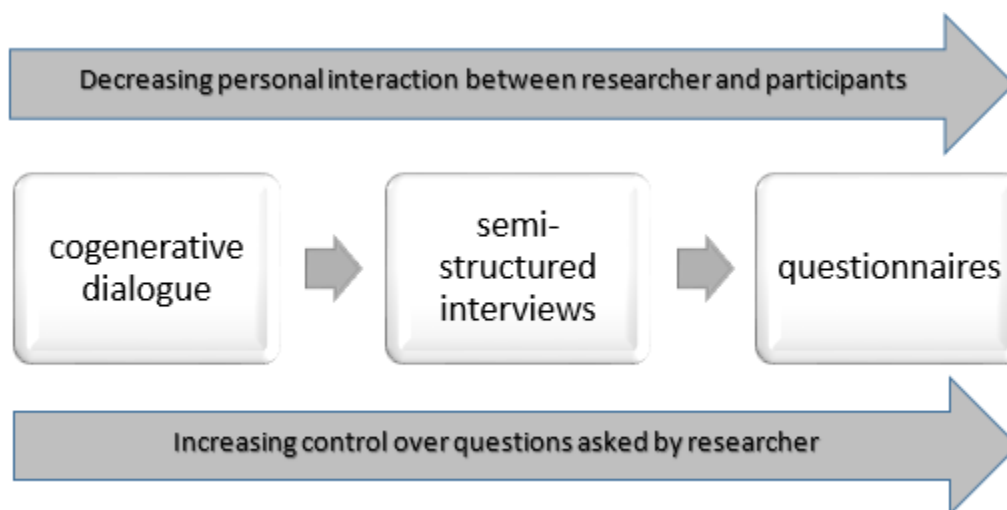 Decreasing personal interaction between researcher and participants
cogenerative
dialogue
semi-
structured
interviews
questionnaires
Increasing control over questions asked by researcher